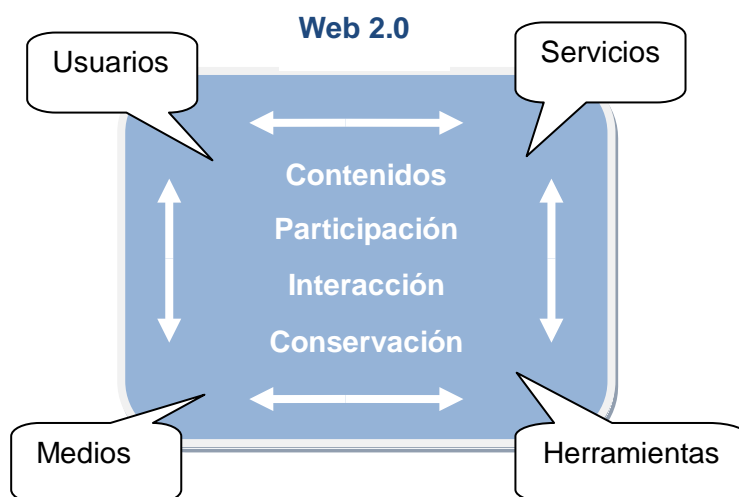 Web 2.0
Usuarios
Servicios
Contenidos
Participación
Interacción
Conservación
Medios
Herramientas